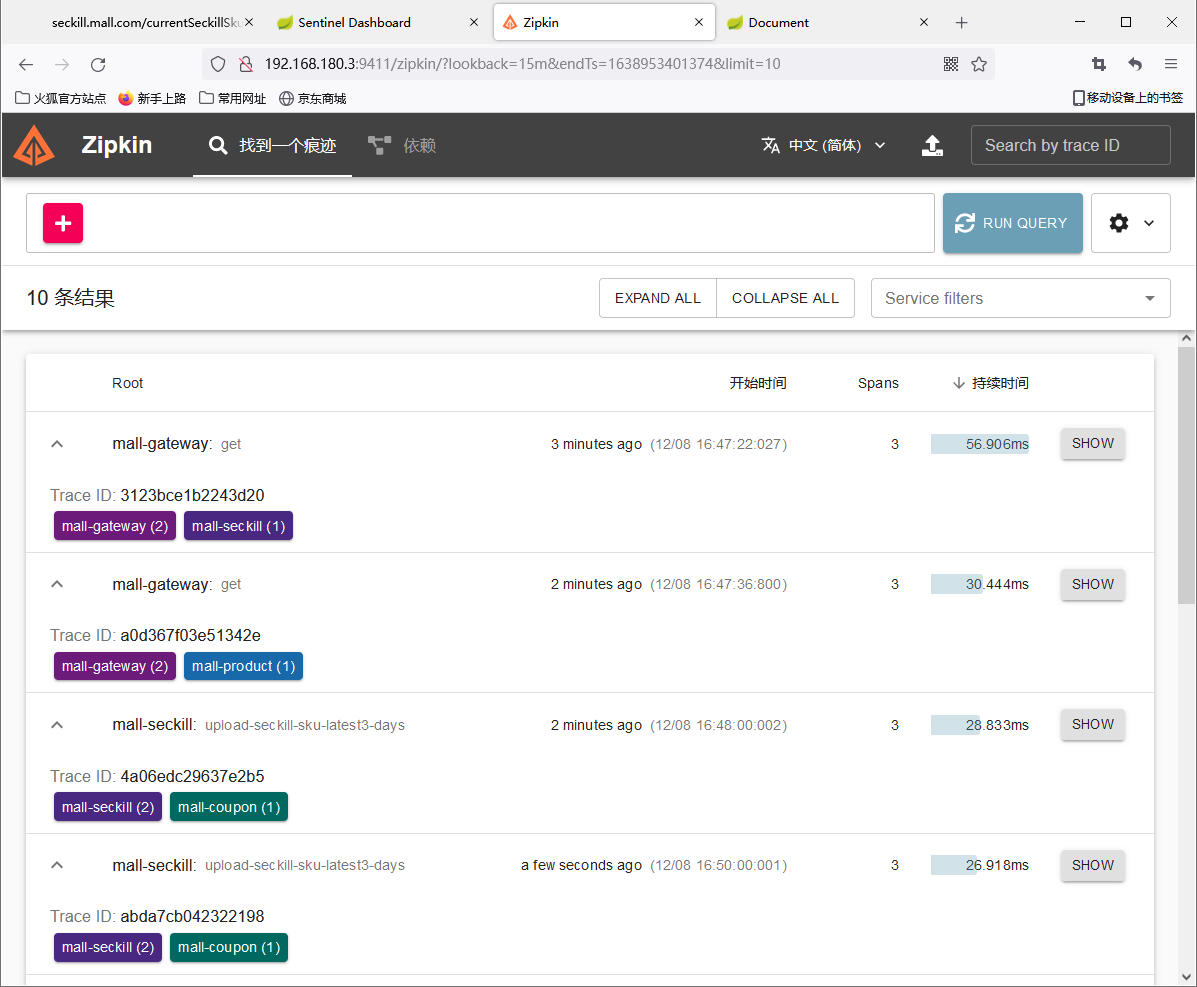 seckill.mall.com/currentSeckillSku
Sentinel Dashboard
Zipkin
Document
192.168.180.3:9411/zipkin/?lookback=15m&endTs=1638953401374&limit=10
火狐官方站点 新手上路 常用网址 京东商城 移动设备上的书签
Zipkin 找到一个痕迹 依赖 中文 (简体) Search by trace ID
RUN QUERY
10 条结果 EXPAND ALL COLLAPSE ALL Service filters
Root 开始时间 Spans 持续时间
mall-gateway: get 3 minutes ago (12/08 16:47:22:027) 3 56.906ms SHOW
Trace ID: 3123bce1b2243d20
mall-gateway (2) mall-seckill (1)
mall-gateway: get 2 minutes ago (12/08 16:47:36:800) 3 30.444ms SHOW
Trace ID: a0d367f03e51342e
mall-gateway (2) mall-product (1)
mall-seckill: upload-seckill-sku-latest3-days 2 minutes ago (12/08 16:48:00:002) 3 28.833ms SHOW
Trace ID: 4a06edc29637e2b5
mall-seckill (2) mall-coupon (1)
mall-seckill: upload-seckill-sku-latest3-days a few seconds ago (12/08 16:50:00:001) 3 26.918ms SHOW
Trace ID: abda7cb042322198
mall-seckill (2) mall-coupon (1)